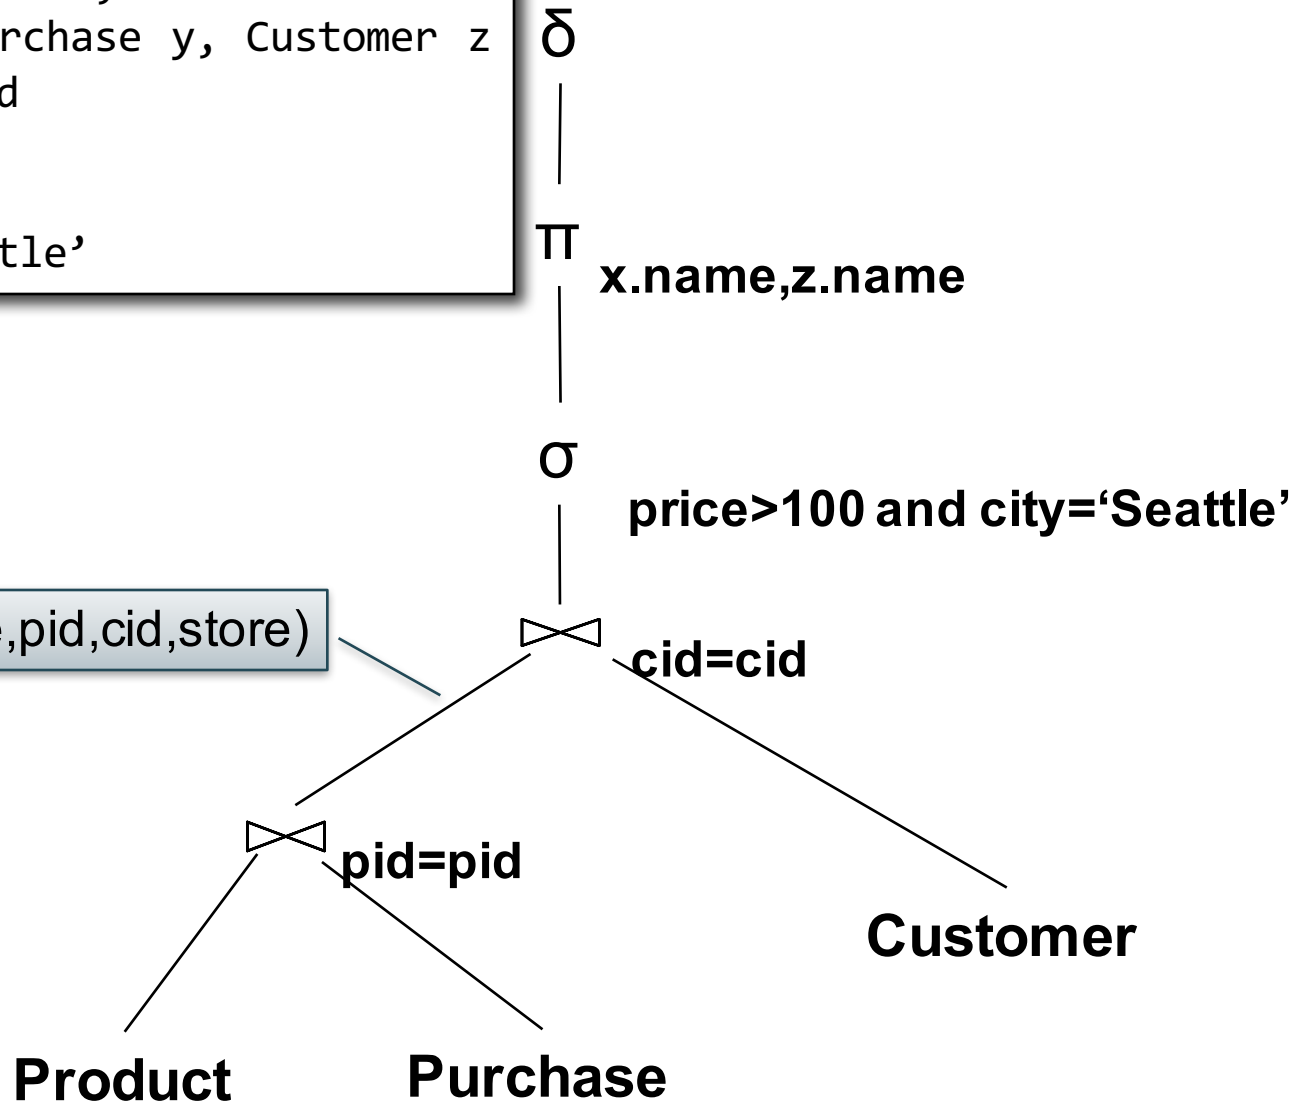 rchase y, Customer z
d
tle’
δ
π
x.name,z.name
σ
price>100 and city=‘Seattle’
,pid,cid,store)
cid=cid
pid=pid
Customer
Product
Purchase